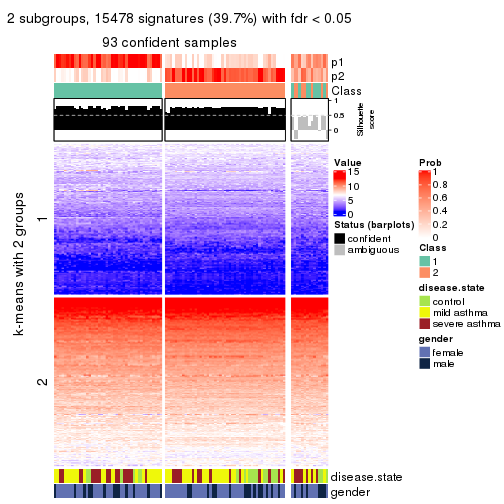 2 subgroups, 15478 signatures (39.7%) with fdr < 0.05
93 confident samples
p1
p2
Class
1
0.5
0
Silhouette
score
k-means with 2 groups
1
2
disease.state
gender
Value
15
10
5
0
Status (barplots)
confident
ambiguous
Prob
1
0.8
0.6
0.4
0.2
0
Class
1
2
disease.state
control
mild asthma
severe asthma
gender
female
male